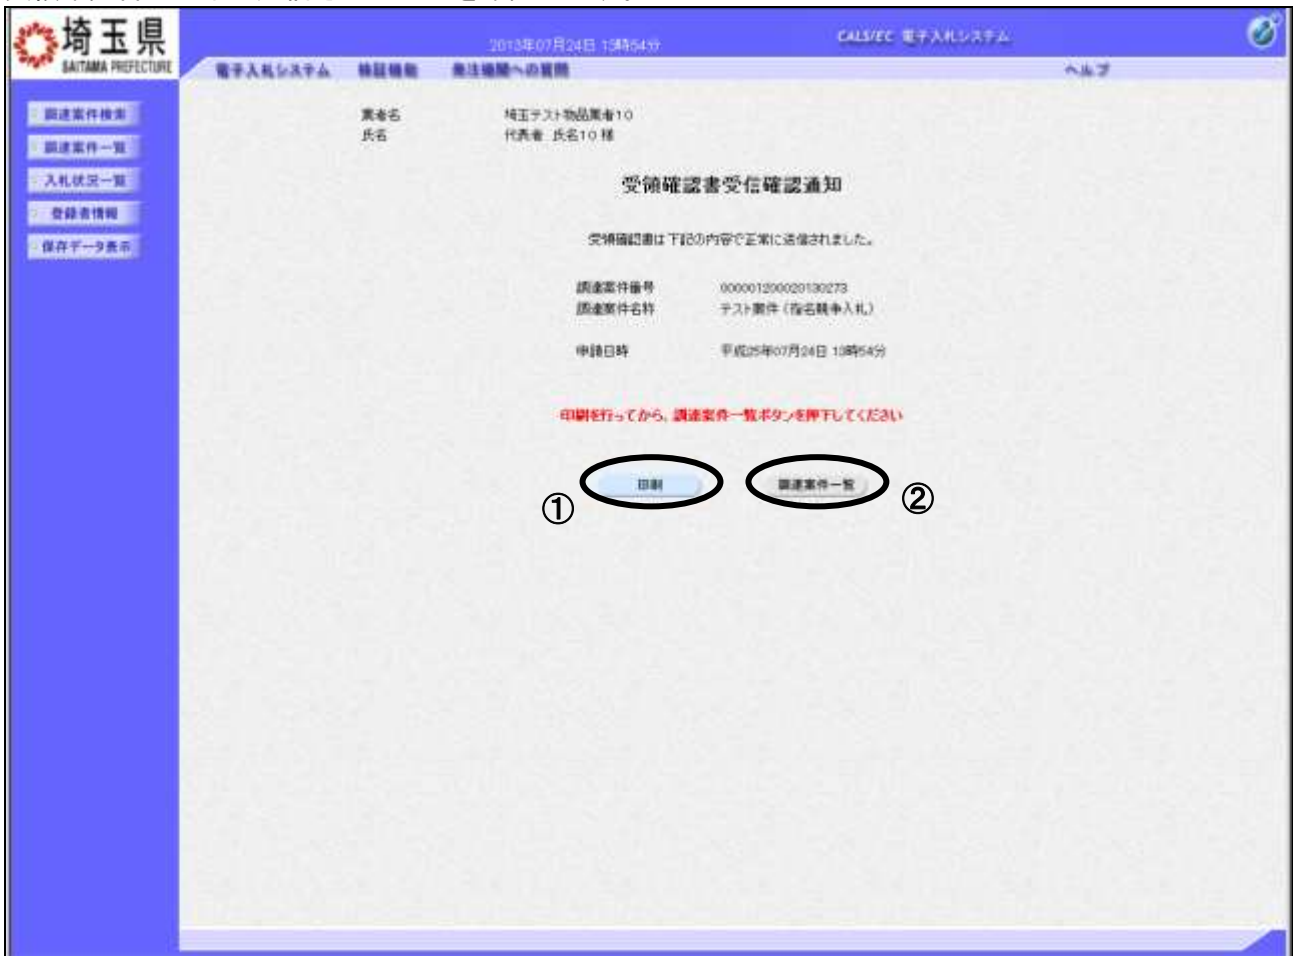 埼玉県
SAITAMA PREFECTURE
2013年07月24日 13時54分
CALS/EC 電子入札システム
電子入札システム 検証機能 発注機関への質問 ヘルプ
調達案件検索
調達案件一覧
入札状況一覧
登録者情報
保存データ表示
業者名 埼玉テスト物品業者10
氏名 代表者 氏名10 様
受領確認書受信確認通知
受領確認書は下記の内容で正常に送信されました。
調達案件番号 000001200020130273
調達案件名称 テスト案件(指名競争入札)
申請日時 平成25年07月24日 13時54分
印刷を行ってから、調達案件一覧ボタンを押下してください
① 印刷 調達案件一覧 ②